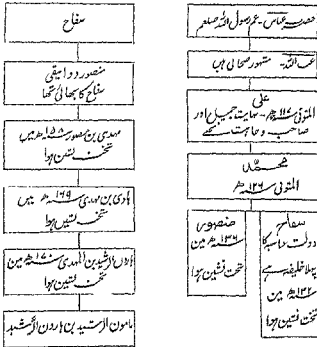 حضرت عباس۔ عم رسول اللہ صلعم
عبداللہ۔ مشہور صحابی ہیں
علی
المتوفی ۱۱۷ھ۔ نہایت جمیل اور
صاحب وجاہت تھے
محمد
المتوفی ۱۲۶ھ
سفاح
دولت عباسیہ کا
پہلا خلیفہ ہے
۱۳۲ھ میں
تخت نشین ہوا
منصور
۱۳۶ھ میں
تخت نشین ہوا
سفاح
منصور دوانیقی
سفاح کا بھائی تھا
مہدی بن منصور ۱۵۸ھ میں
تخت نشین ہوا
ہادی بن مہدی ۱۶۹ھ میں
تخت نشین ہوا
ہارون الرشید بن المہدی ۱۷۰ھ میں
تخت نشین ہوا
مامون الرشید بن ہارون الرشید